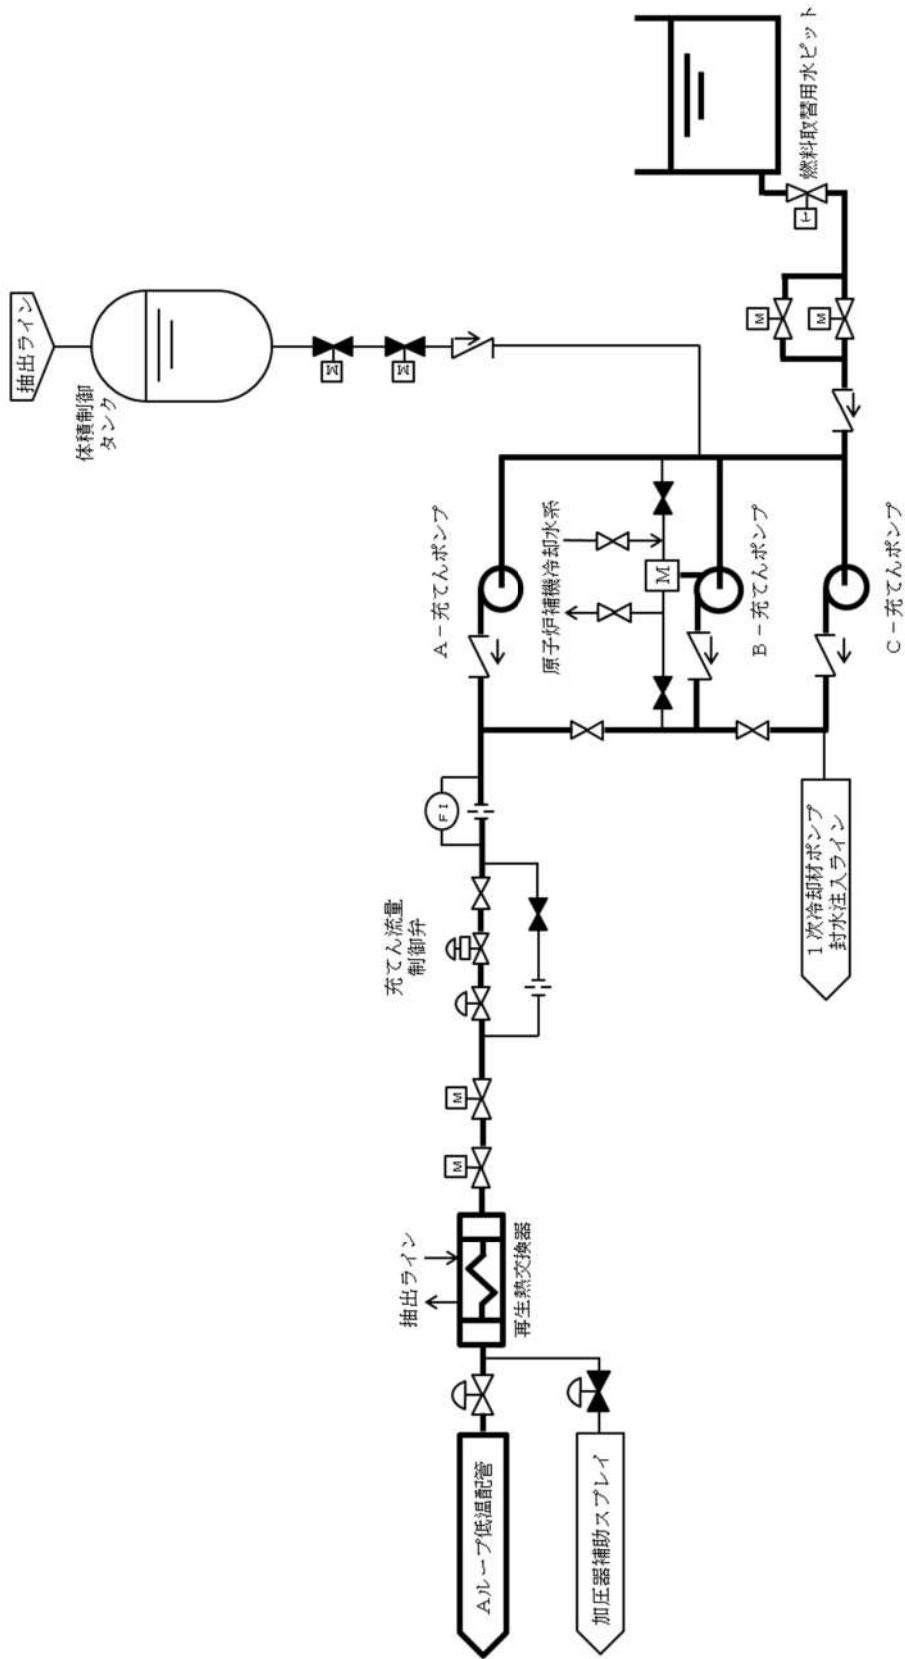 抽出ライン
体積制御
タンク
燃料取替用水ピット
M
M
M
M
M
A－充てんポンプ
原子炉補機冷却水系
B－充てんポンプ
C－充てんポンプ
FI
充てん流量
制御弁
1次冷却材ポンプ
封水注入ライン
M
M
抽出ライン
再生熱交換器
Aループ低温配管
加圧器補助スプレイ